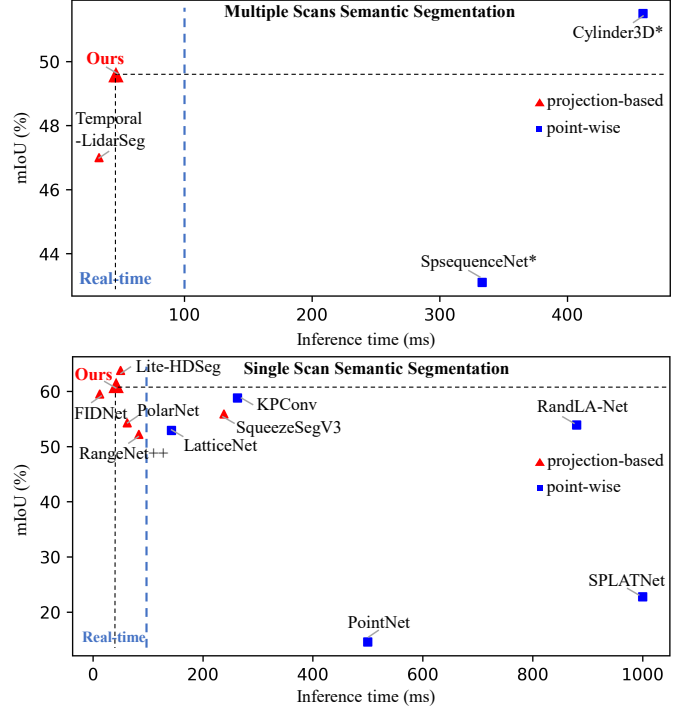 Multiple Scans Semantic Segmentation
Cylinder3D*
Ours
projection-based
point-wise
Temporal
-LidarSeg
SpsequenceNet*
Real-time
mIoU (%)
50
48
46
44
100
200
300
400
Inference time (ms)
Single Scan Semantic Segmentation
Lite-HDSeg
Ours
FIDNet
PolarNet
KPConv
RandLA-Net
SqueezeSegV3
LatticeNet
RangeNet++
projection-based
point-wise
SPLATNet
PointNet
Real-time
mIoU (%)
60
50
40
30
20
0
200
400
600
800
1000
Inference time (ms)